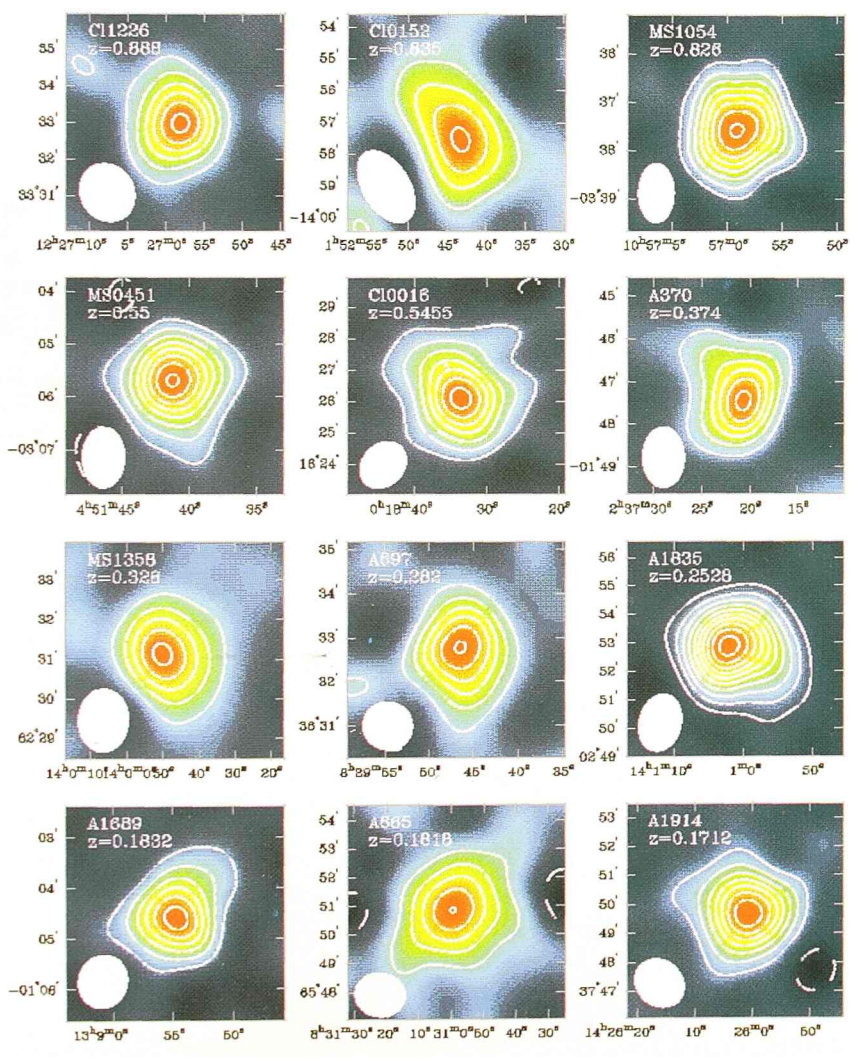 Cl1226
z=0.888
35'
34'
33'
32'
33°31'
12ʰ27ᵐ10ˢ 5ˢ 27ᵐ0ˢ 55ˢ 50ˢ 45ˢ
Cl0152
z=0.835
54'
55'
56'
57'
58'
59'
-14°00'
1ʰ52ᵐ55ˢ 50ˢ 45ˢ 40ˢ 35ˢ 30ˢ
MS1054
z=0.826
36'
37'
38'
-03°39'
10ʰ57ᵐ5ˢ 57ᵐ0ˢ 55ˢ 50ˢ
MS0451
z=0.55
04'
05'
06'
-03°07'
4ʰ51ᵐ45ˢ 40ˢ 35ˢ
Cl0016
z=0.5455
29'
28'
27'
26'
25'
16°24'
0ʰ18ᵐ40ˢ 30ˢ 20ˢ
A370
z=0.374
45'
46'
47'
48'
-01°49'
2ʰ37ᵐ30ˢ 25ˢ 20ˢ 15ˢ 10ˢ
MS1358
z=0.328
33'
32'
31'
30'
62°29'
14ʰ0ᵐ10ˢ 14ʰ0ᵐ0ˢ 50ˢ 40ˢ 30ˢ 20ˢ
A697
z=0.282
35'
34'
33'
32'
36°31'
8ʰ29ᵐ55ˢ 50ˢ 45ˢ 40ˢ 35ˢ
A1835
z=0.2528
56'
55'
54'
53'
52'
51'
50'
02°49'
14ʰ1ᵐ10ˢ 1ᵐ0ˢ 50ˢ
A1689
z=0.1832
03'
04'
05'
-01°06'
13ʰ9ᵐ0ˢ 55ˢ 50ˢ
A665
z=0.1818
54'
53'
52'
51'
50'
49'
65°48'
8ʰ31ᵐ30ˢ 20ˢ 10ˢ 31ᵐ0ˢ 50ˢ 40ˢ 30ˢ
A1914
z=0.1712
53'
52'
51'
50'
49'
48'
37°47'
14ʰ26ᵐ20ˢ 10ˢ 26ᵐ0ˢ 50ˢ